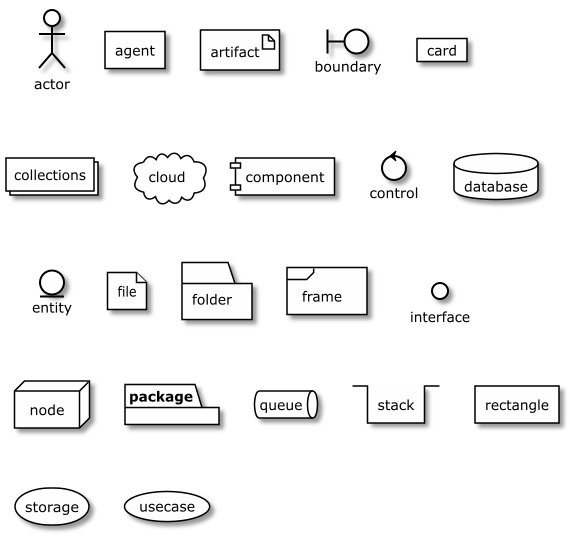 actor
agent
artifact
boundary
card
collections
cloud
component
control
database
entity
file
folder
frame
interface
node
package
queue
stack
rectangle
storage
usecase